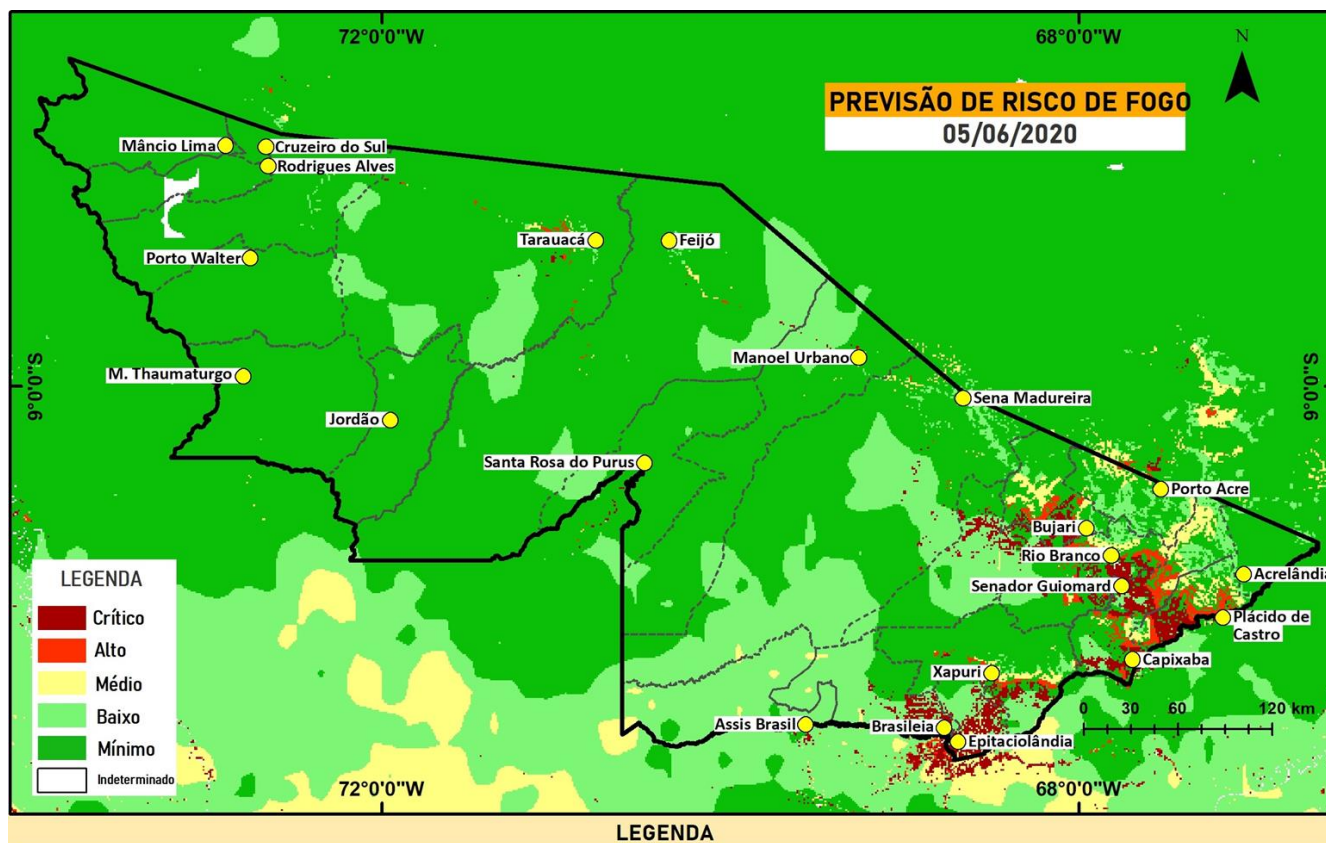 72°0'0"W
68°0'0"W
N
PREVISÃO DE RISCO DE FOGO
05/06/2020
Mâncio Lima
Cruzeiro do Sul
Rodrigues Alves
Tarauacá
Feijó
Porto Walter
Manoel Urbano
9°0'0"S
9°0'0"S
M. Thaumaturgo
Sena Madureira
Jordão
Santa Rosa do Purus
Porto Acre
Bujari
Rio Branco
Senador Guiomard
Acrelândia
Plácido de
Castro
Capixaba
Xapuri
Assis Brasil
Brasileia
Epitaciolândia
0 30 60 120 km
LEGENDA
Crítico
Alto
Médio
Baixo
Mínimo
Indeterminado
72°0'0"W
68°0'0"W
LEGENDA